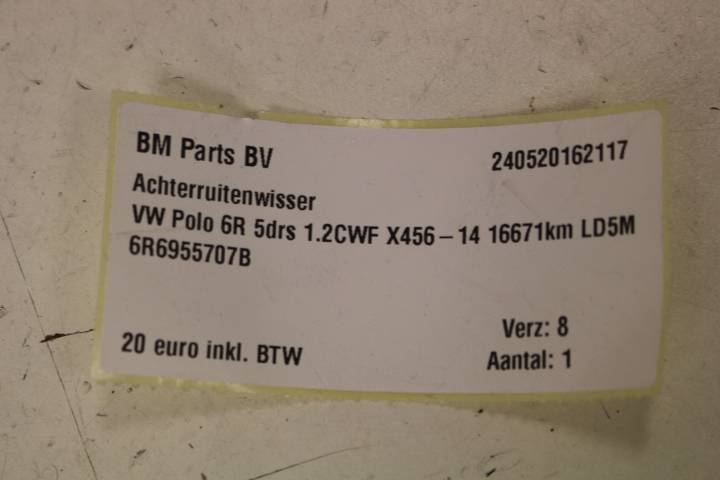 BM Parts BV 240520162117
Achterruitenwisser
VW Polo 6R 5drs 1.2CWF X456-14 16671km LD5M
6R6955707B
Verz: 8
20 euro inkl. BTW Aantal: 1